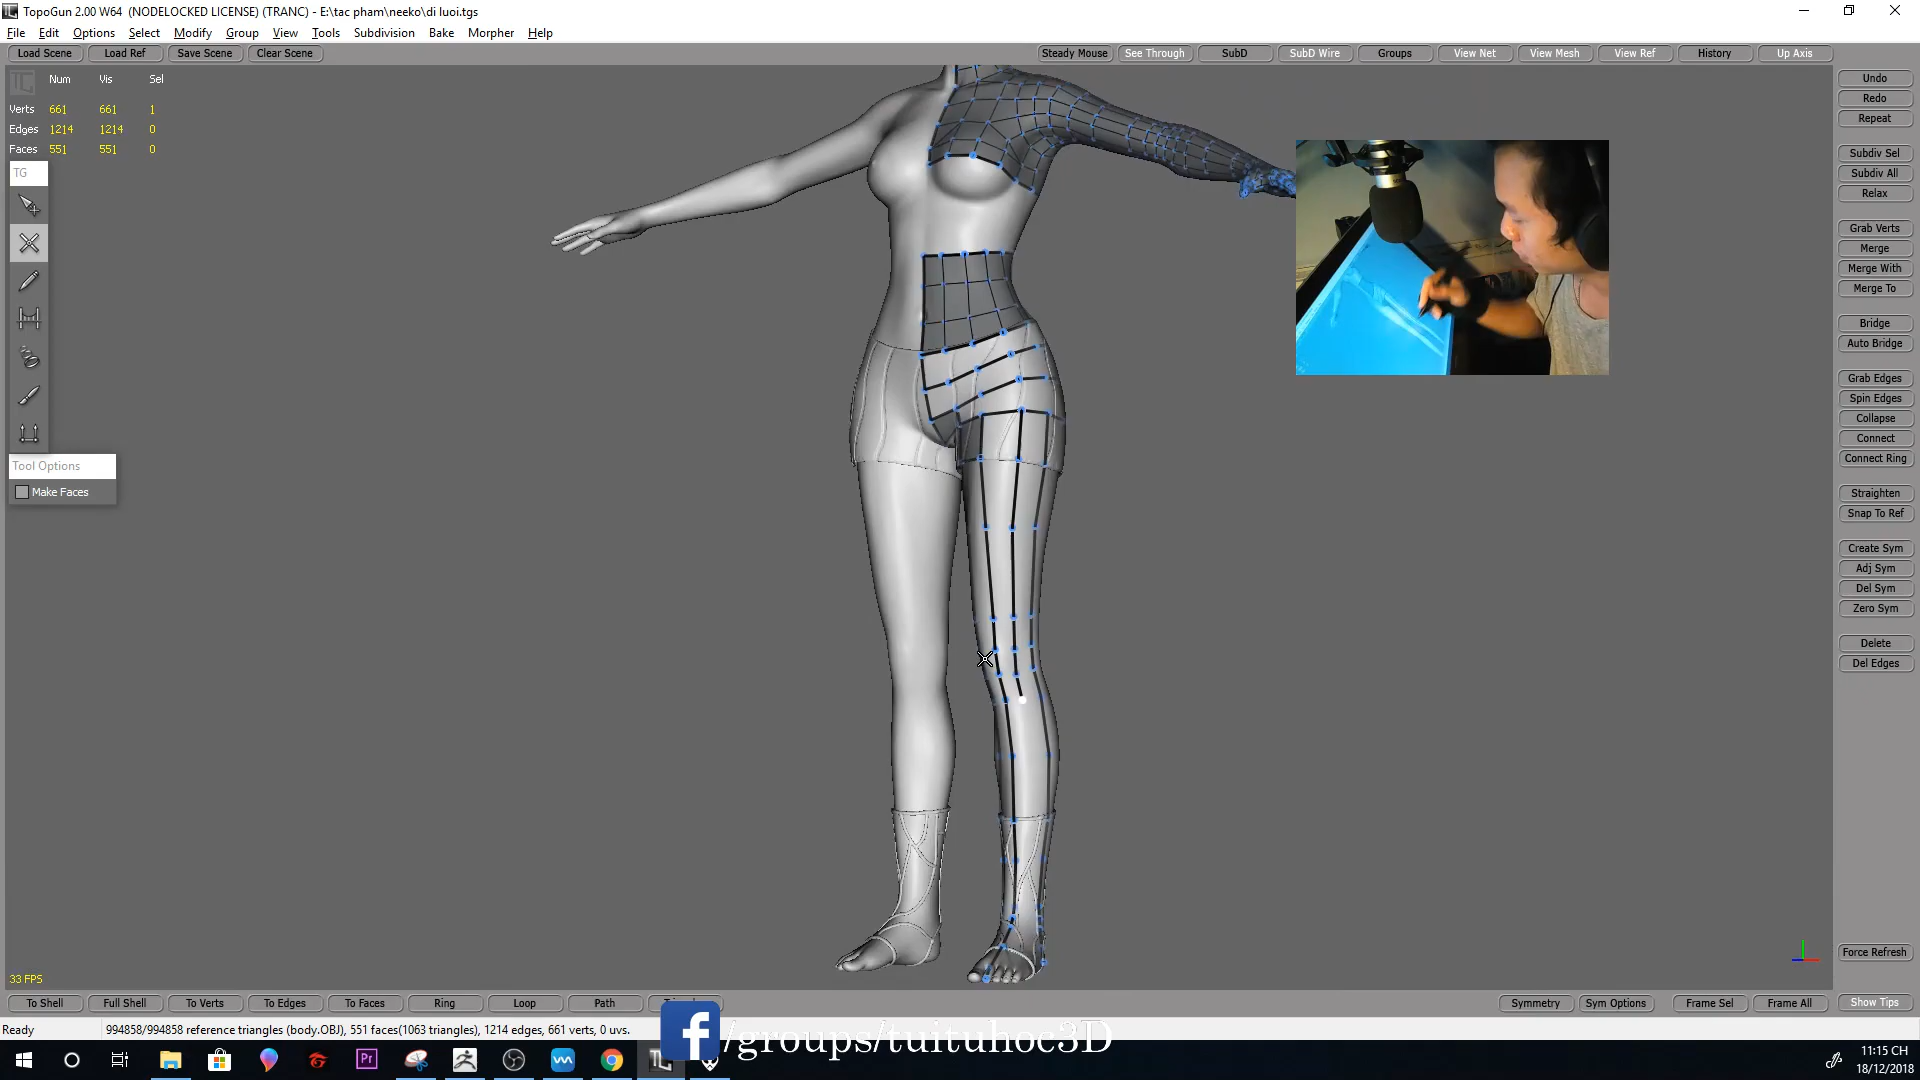 TopoGun 2.00 W64  (NODELOCKED LICENSE) (TRANC) - E:\tac pham\neeko\di luoi.tgs
File Edit Options Select Modify Group View Tools Subdivision Bake Morpher Help
Load Scene Load Ref Save Scene Clear Scene Steady Mouse See Through SubD SubD Wire Groups View Net View Mesh View Ref History Up Axis
Num Vis Sel
Verts 661 661 1
Edges 1214 1214 0
Faces 551 551 0
TG
Tool Options
Make Faces
Undo
Redo
Repeat
Subdiv Sel
Subdiv All
Relax
Grab Verts
Merge
Merge With
Merge To
Bridge
Auto Bridge
Grab Edges
Spin Edges
Collapse
Connect
Connect Ring
Straighten
Snap To Ref
Create Sym
Adj Sym
Del Sym
Zero Sym
Delete
Del Edges
Force Refresh
33 FPS
To Shell Full Shell To Verts To Edges To Faces Ring Loop Path Symmetry Sym Options Frame Sel Frame All Show Tips
Ready 994858/994858 reference triangles (body.OBJ), 551 faces(1063 triangles), 1214 edges, 661 verts, 0 uvs.
/groups/tuituhoc3D
11:15 CH
18/12/2018